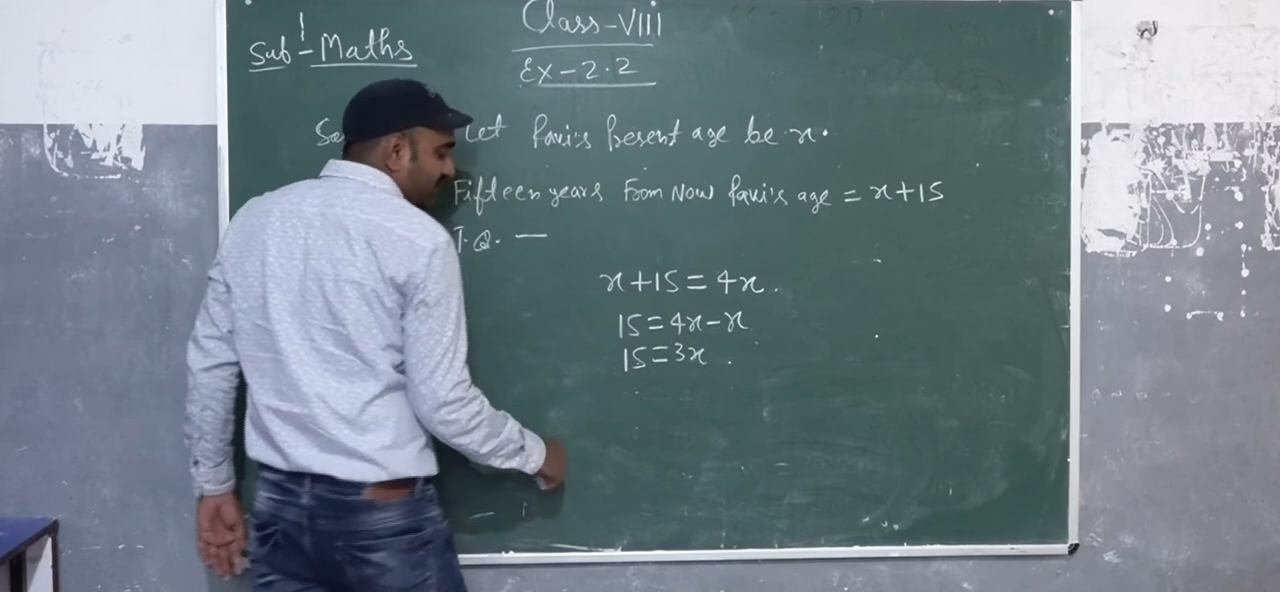 Class-VIII
Sub - Maths
Ex-2.2
Let Ravi's Present age be x.
Fifteen years From Now Ravi's age = x+15
T.Q. —
x+15=4x.
15=4x-x
15=3x.